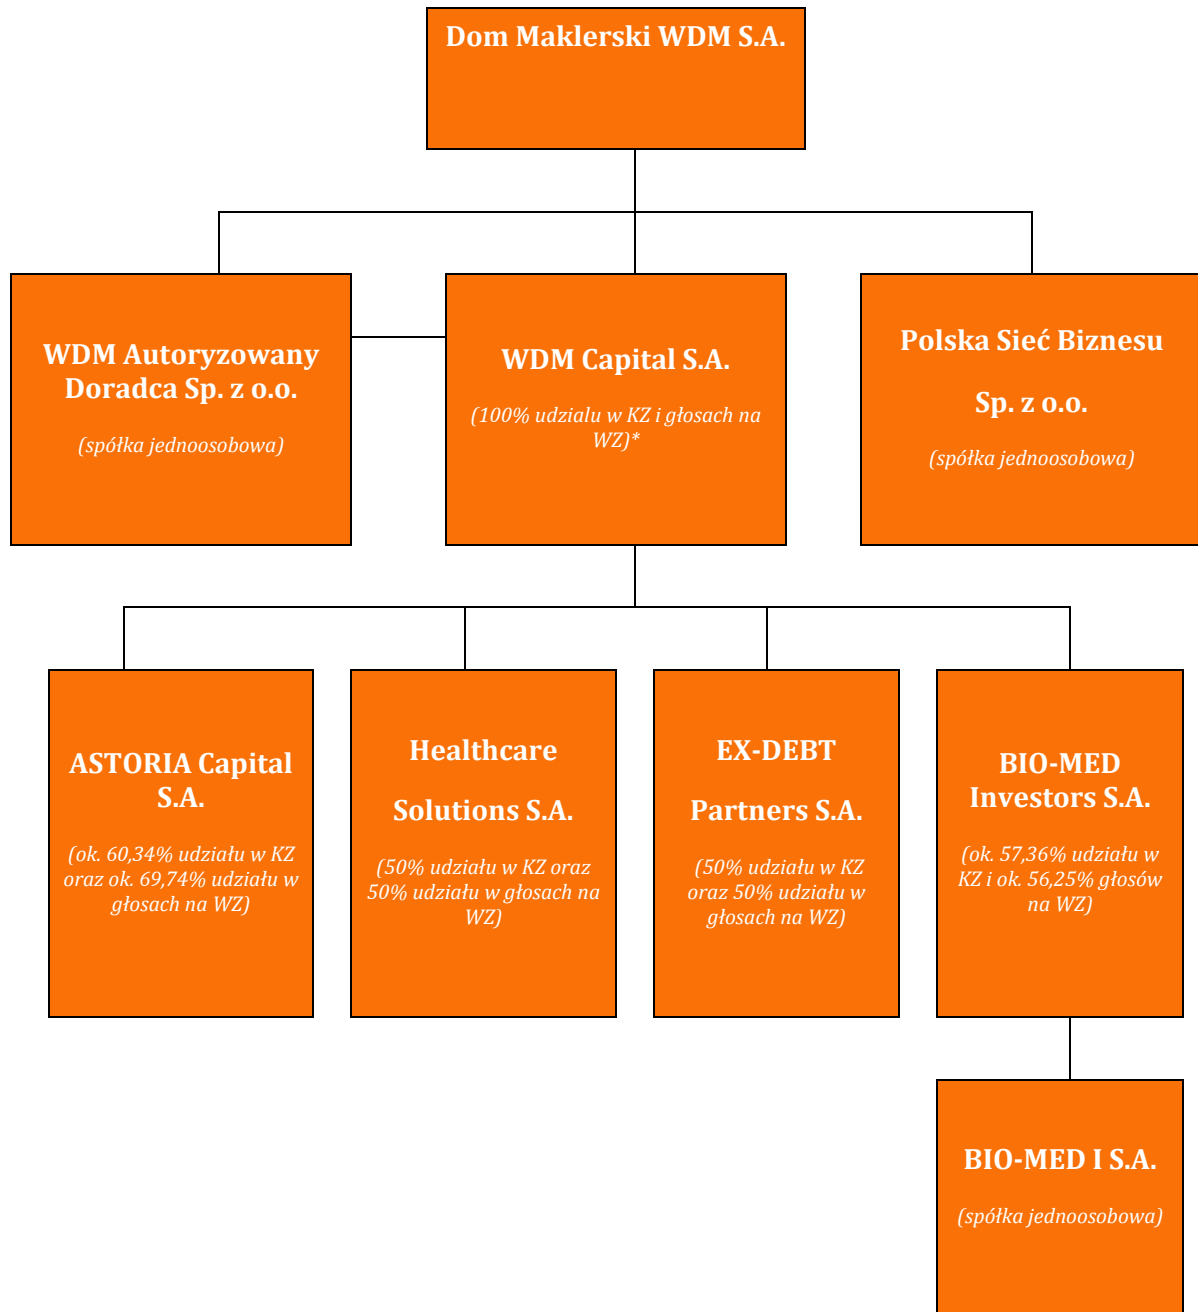 Dom Maklerski WDM S.A.
WDM Autoryzowany
Doradca Sp. z o.o.
(spółka jednoosobowa)
WDM Capital S.A.
(100% udzialu w KZ i głosach na
WZ)*
Polska Sieć Biznesu
Sp. z o.o.
(spółka jednoosobowa)
ASTORIA Capital
S.A.
(ok. 60,34% udziału w KZ
oraz ok. 69,74% udziału w
głosach na WZ)
Healthcare
Solutions S.A.
(50% udziału w KZ oraz
50% udziału w głosach na
WZ)
EX-DEBT
Partners S.A.
(50% udziału w KZ
oraz 50% udziału w
głosach na WZ)
BIO-MED
Investors S.A.
(ok. 57,36% udziału w
KZ i ok. 56,25% głosów
na WZ)
BIO-MED I S.A.
(spółka jednoosobowa)